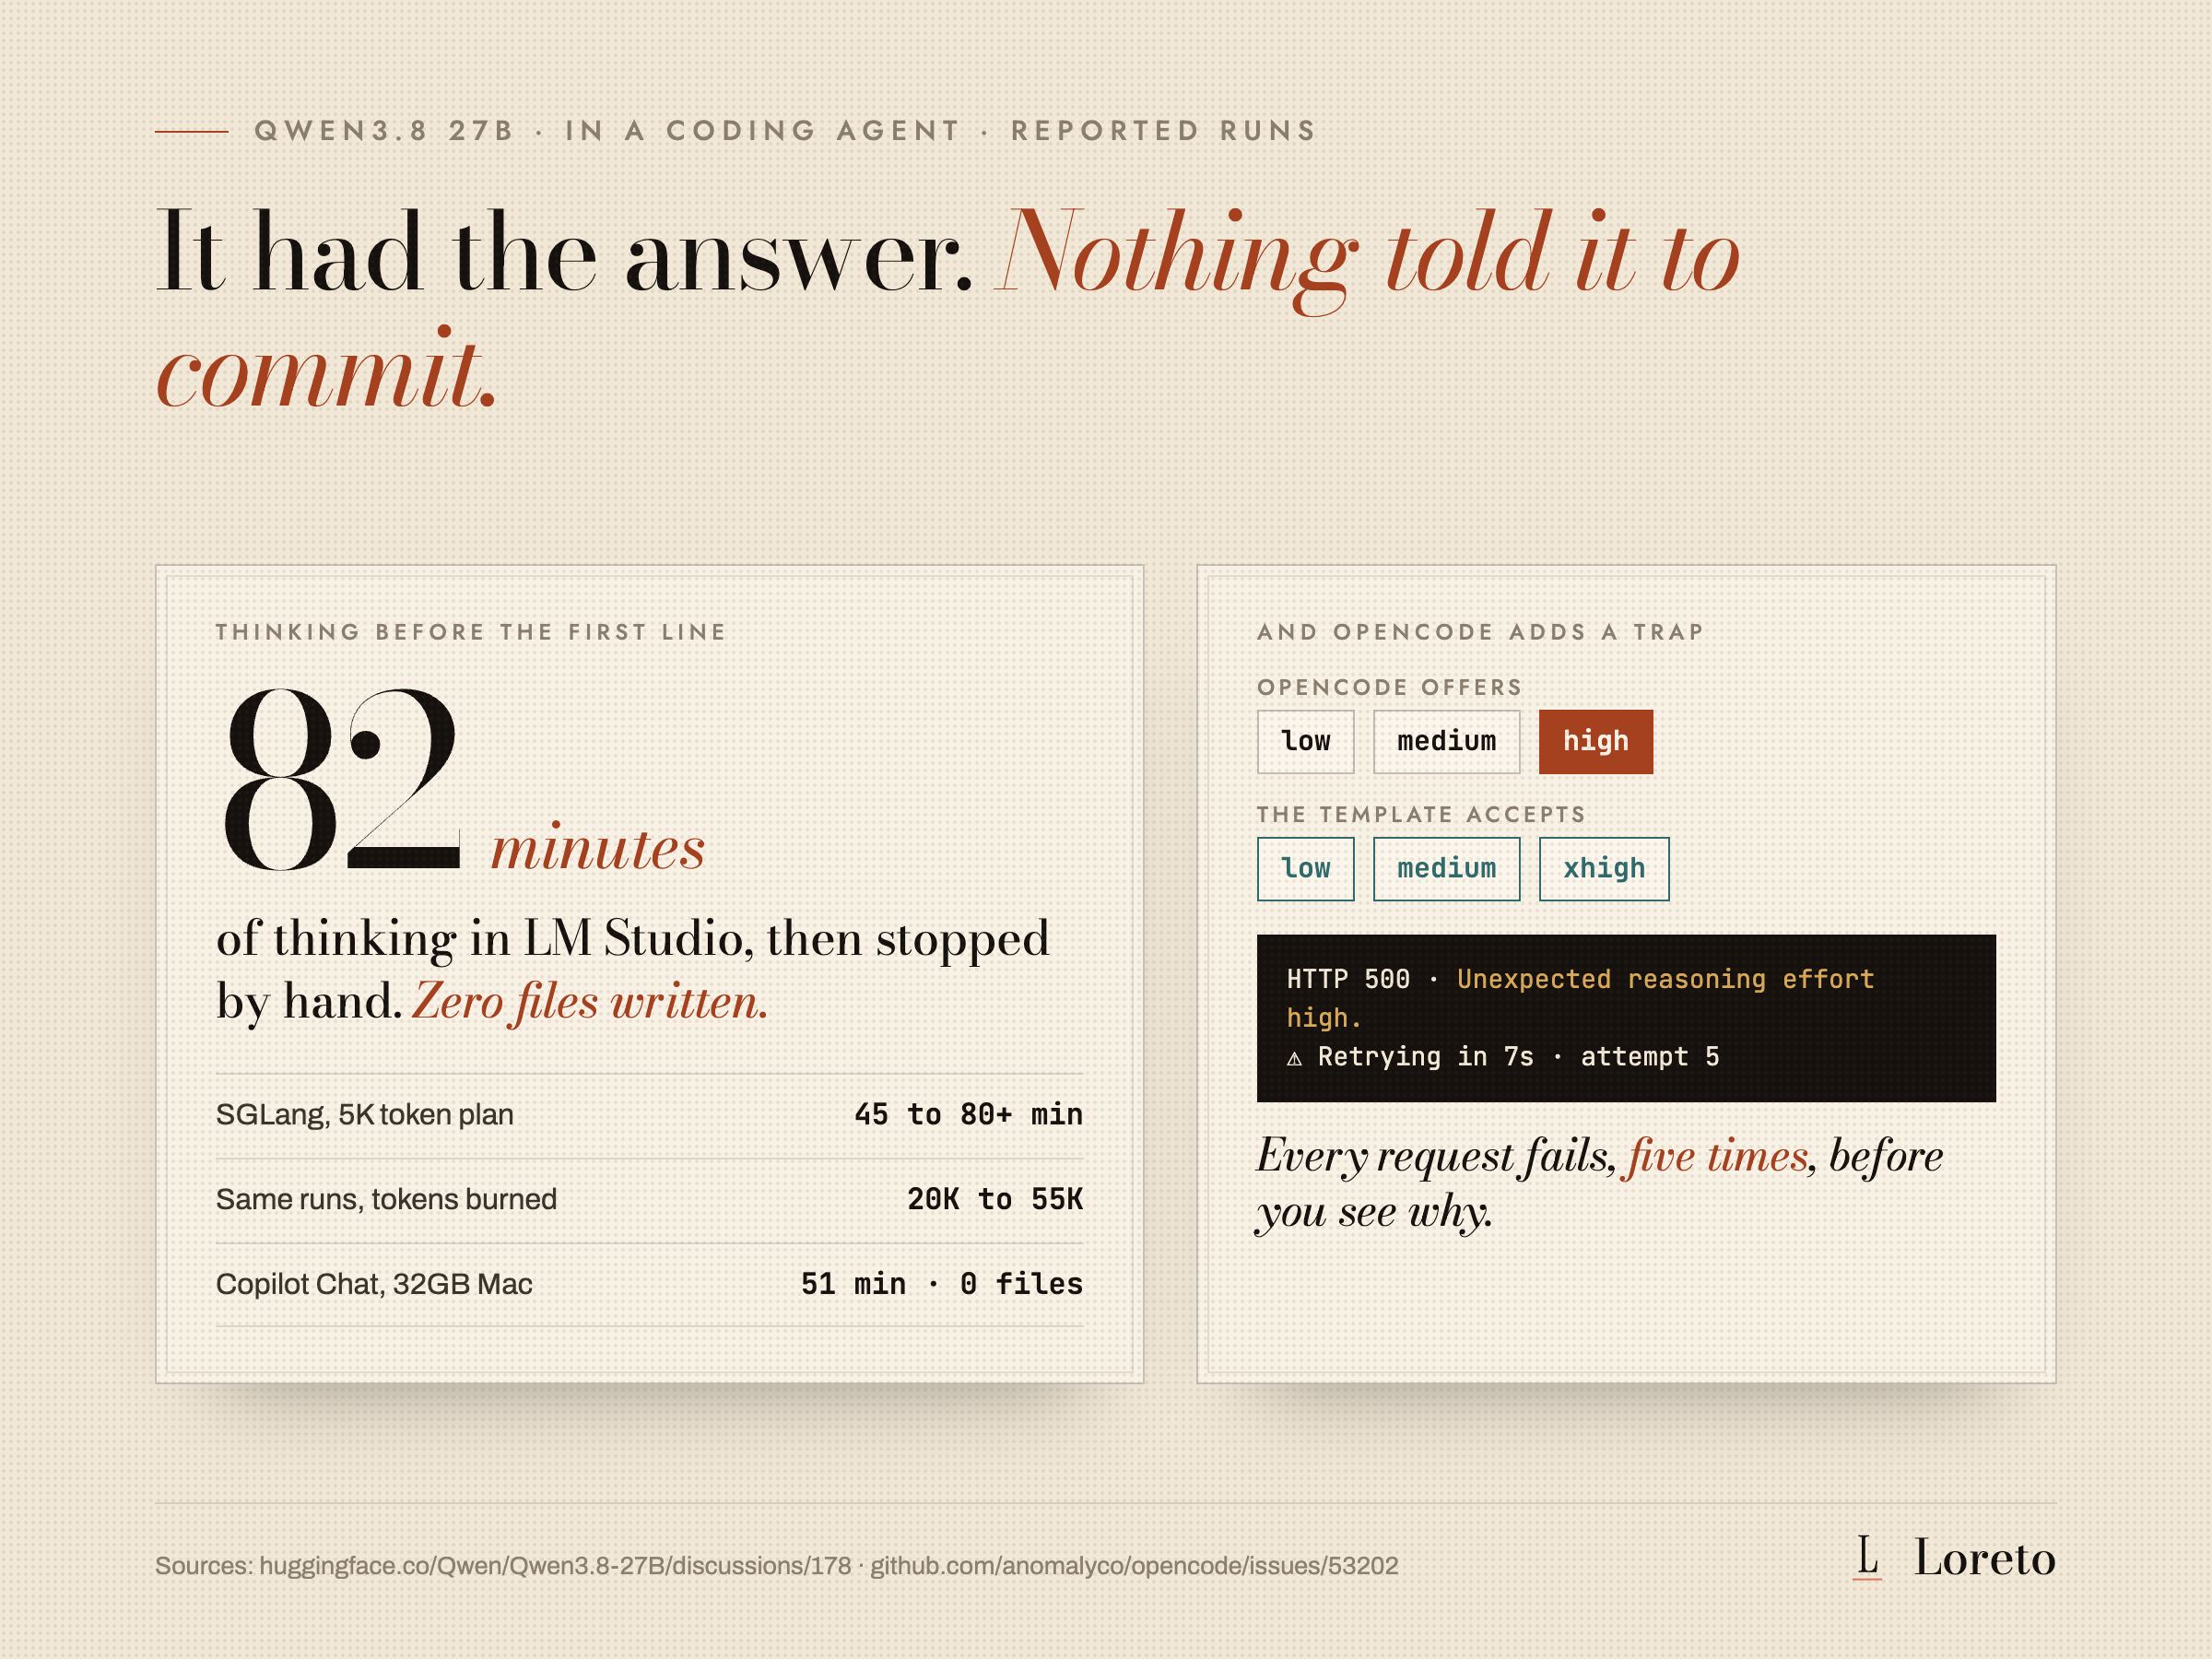 QWEN3.8 27B · IN A CODING AGENT · REPORTED RUNS
It had the answer. Nothing told it to
commit.
THINKING BEFORE THE FIRST LINE
82 minutes
of thinking in LM Studio, then stopped
by hand. Zero files written.
SGLang, 5K token plan 45 to 80+ min
Same runs, tokens burned 20K to 55K
Copilot Chat, 32GB Mac 51 min · 0 files
AND OPENCODE ADDS A TRAP
OPENCODE OFFERS
low medium high
THE TEMPLATE ACCEPTS
low medium xhigh
HTTP 500 · Unexpected reasoning effort
high.
⚠ Retrying in 7s · attempt 5
Every request fails, five times, before
you see why.
Sources: huggingface.co/Qwen/Qwen3.8-27B/discussions/178 · github.com/anomalyco/opencode/issues/53202
L Loreto